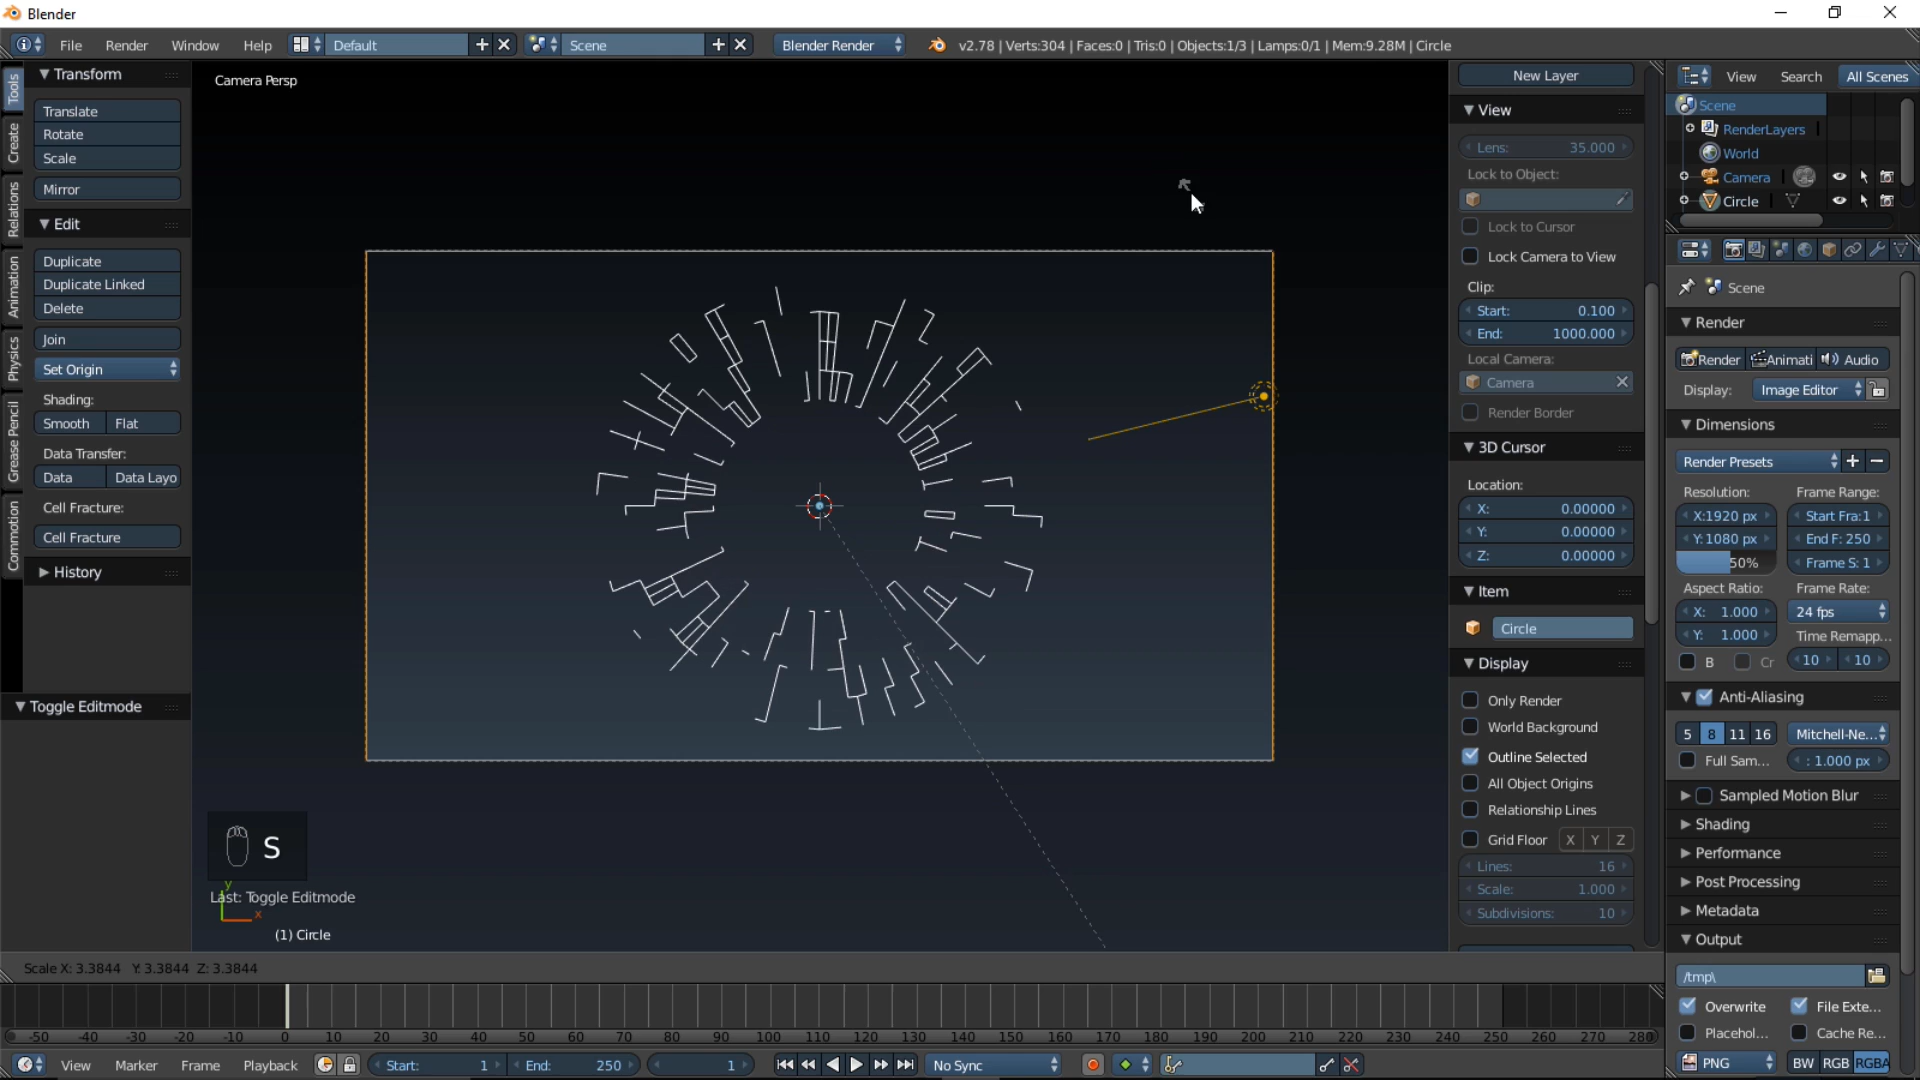 Blender
File Render Window Help Default Scene Blender Render v2.78 | Verts:304 | Faces:0 | Tris:0 | Objects:1/3 | Lamps:0/1 | Mem:9.28M | Circle
Tools
Create
Relations
Animation
Physics
Grease Pencil
Commotion
Transform
Translate
Rotate
Scale
Mirror
Edit
Duplicate
Duplicate Linked
Delete
Join
Set Origin
Shading:
Smooth Flat
Data Transfer:
Data Data Layo
Cell Fracture:
Cell Fracture
History
Toggle Editmode
Camera Persp
S
y
Last: Toggle Editmode
x
(1) Circle
New Layer
View
Lens: 35.000
Lock to Object:
Lock to Cursor
Lock Camera to View
Clip:
Start: 0.100
End: 1000.000
Local Camera:
Camera
Render Border
3D Cursor
Location:
X: 0.00000
Y: 0.00000
Z: 0.00000
Item
Circle
Display
Only Render
World Background
Outline Selected
All Object Origins
Relationship Lines
Grid Floor X Y Z
Lines: 16
Scale: 1.000
Subdivisions: 10
View Search All Scenes
Scene
RenderLayers
World
Camera
Circle
Scene
Render
Render Animati Audio
Display: Image Editor
Dimensions
Render Presets
Resolution: Frame Range:
X:1920 px Start Fra:1
Y:1080 px End F: 250
50% Frame S: 1
Aspect Ratio: Frame Rate:
X: 1.000 24 fps
Y: 1.000 Time Remapp...
B Cr 10 10
Anti-Aliasing
5 8 11 16 Mitchell-Ne...
Full Sam... : 1.000 px
Sampled Motion Blur
Shading
Performance
Post Processing
Metadata
Output
/tmp\
Overwrite File Exte...
Placehol... Cache Re...
PNG BW RGB RGBA
Scale X: 3.3844 Y: 3.3844 Z: 3.3844
-50 -40 -30 -20 -10 0 10 20 30 40 50 60 70 80 90 100 110 120 130 140 150 160 170 180 190 200 210 220 230 240 250 260 270 280
View Marker Frame Playback Start: 1 End: 250 1 No Sync